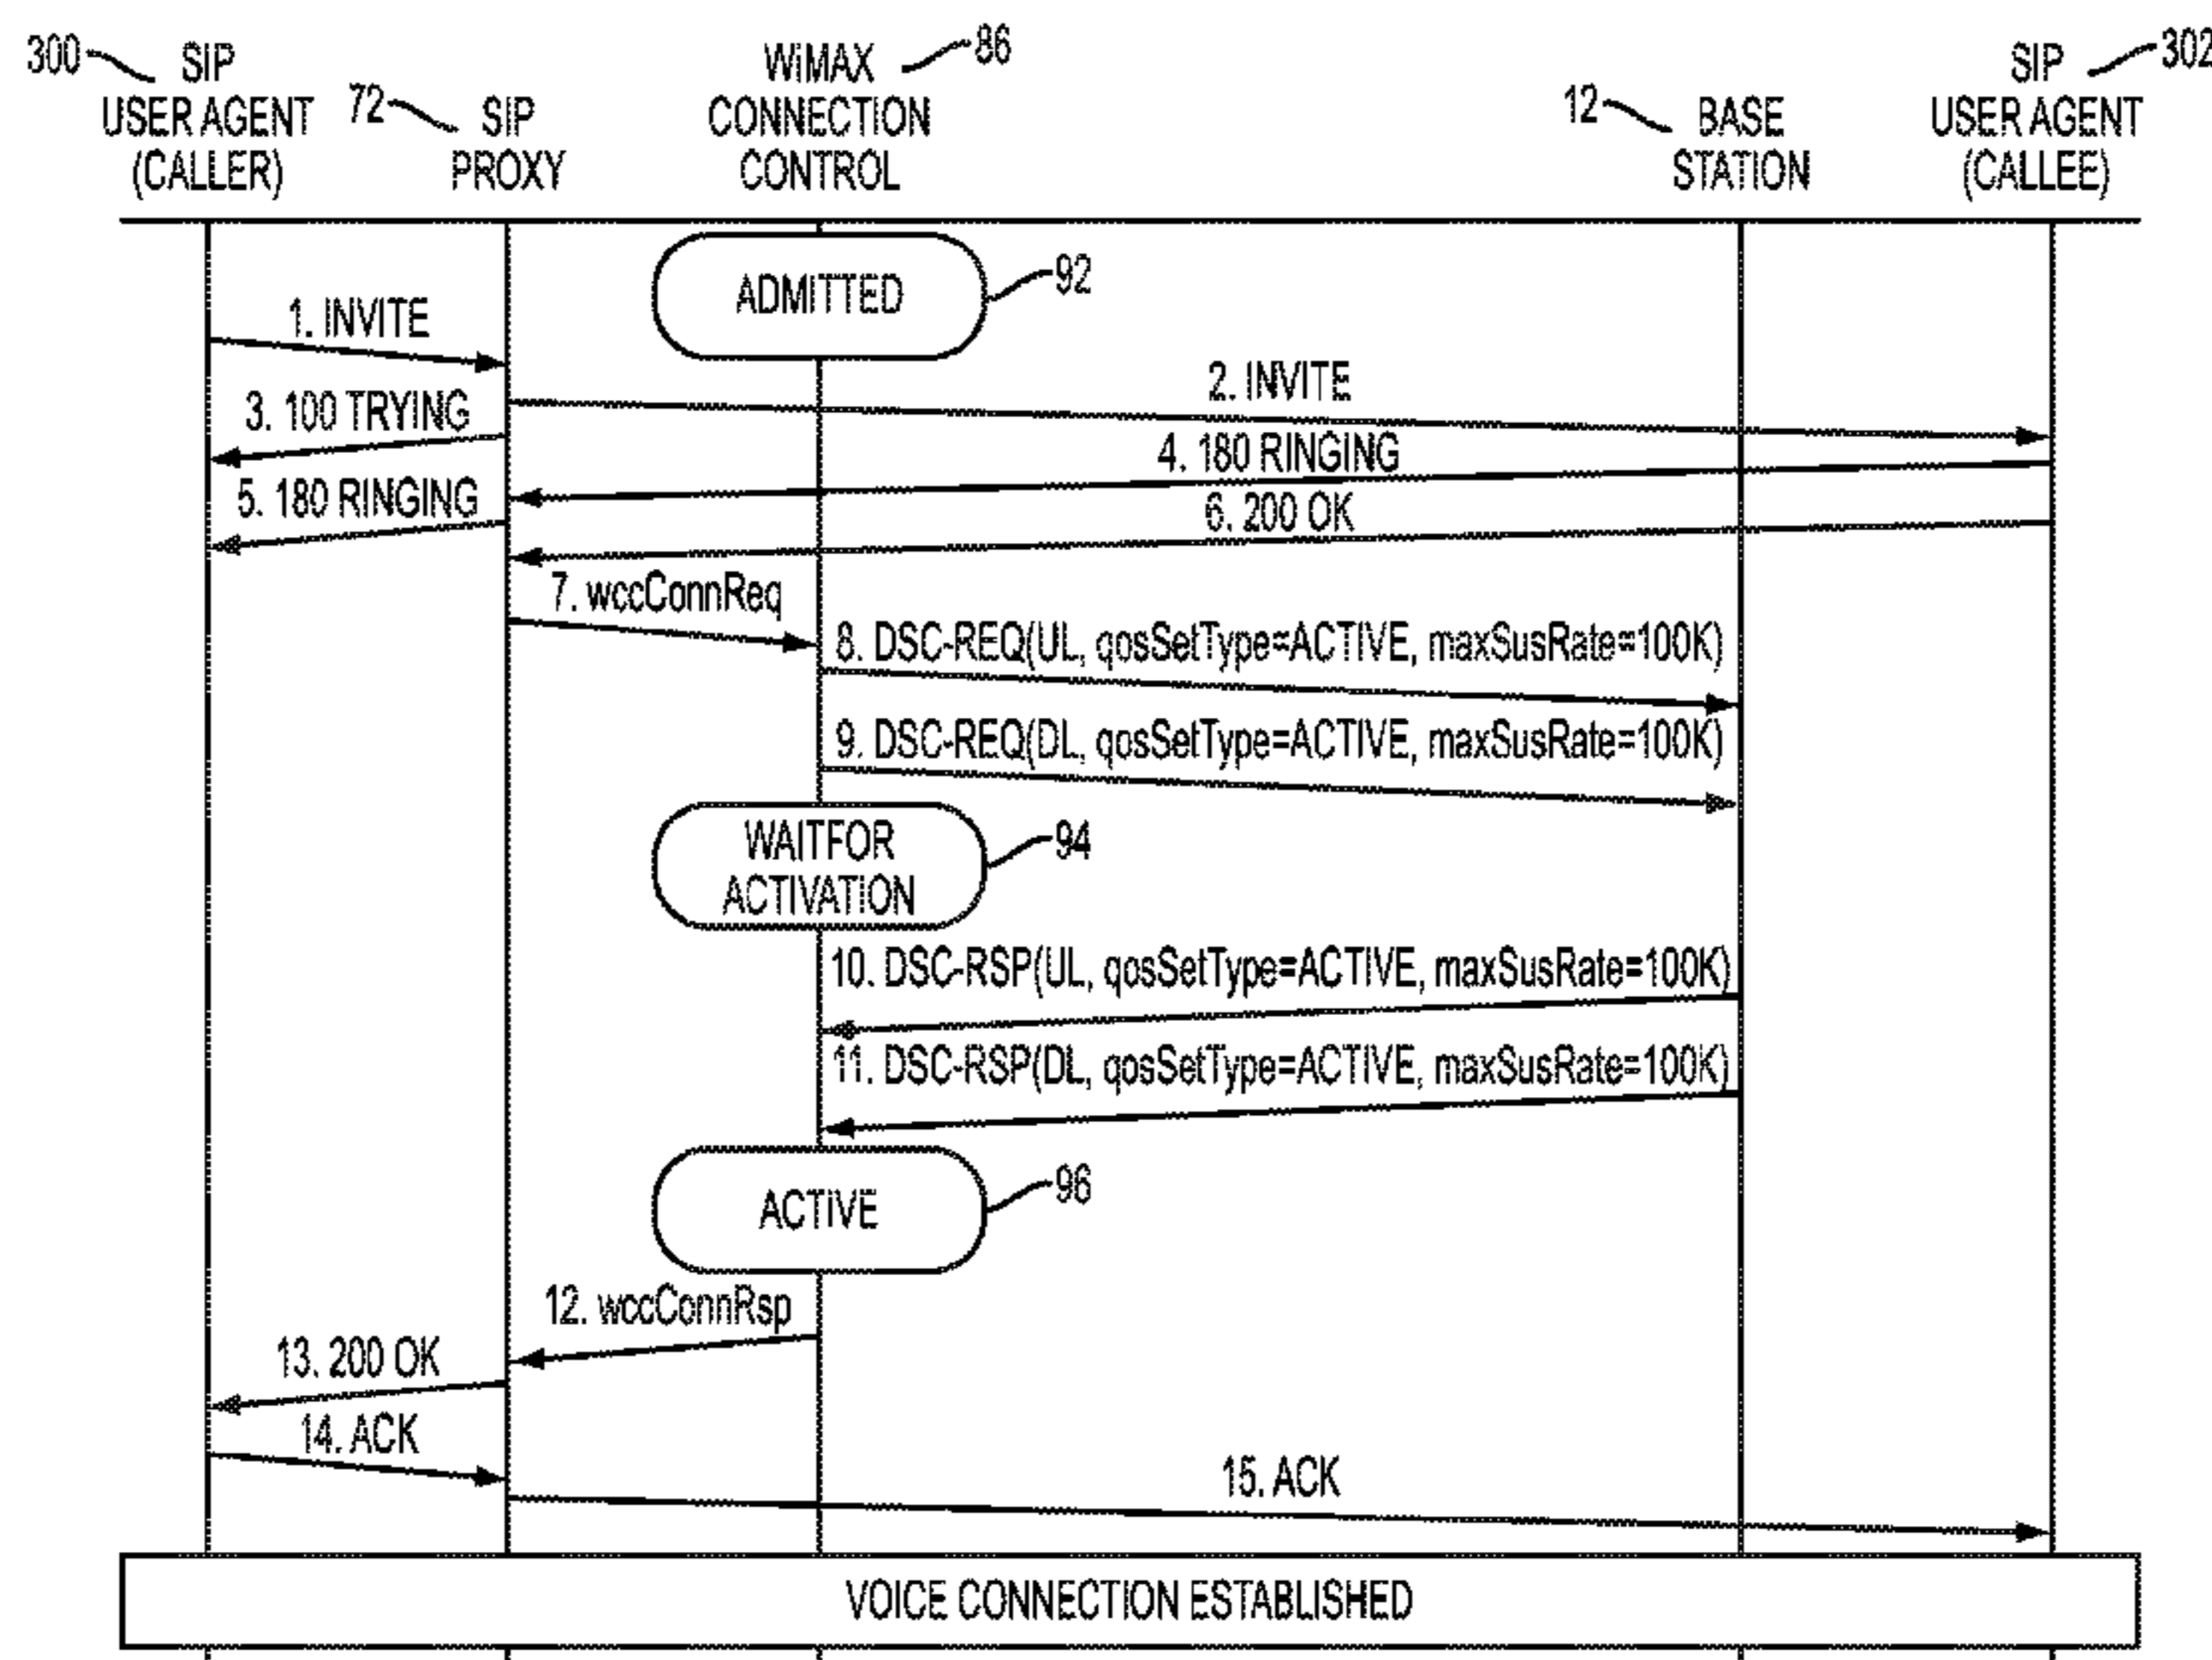 300
SIP
USER AGENT
(CALLER)
72
SIP
PROXY
WiMAX
CONNECTION
CONTROL
86
12
BASE
STATION
SIP
USER AGENT
(CALLEE)
302
ADMITTED
92
1. INVITE
2. INVITE
3. 100 TRYING
4. 180 RINGING
5. 180 RINGING
6. 200 OK
7. wccConnReq
8. DSC-REQ(UL, qosSetType=ACTIVE, maxSusRate=100K)
9. DSC-REQ(DL, qosSetType=ACTIVE, maxSusRate=100K)
WAITFOR
ACTIVATION
94
10. DSC-RSP(UL, qosSetType=ACTIVE, maxSusRate=100K)
11. DSC-RSP(DL, qosSetType=ACTIVE, maxSusRate=100K)
ACTIVE
96
12. wccConnRsp
13. 200 OK
14. ACK
15. ACK
VOICE CONNECTION ESTABLISHED